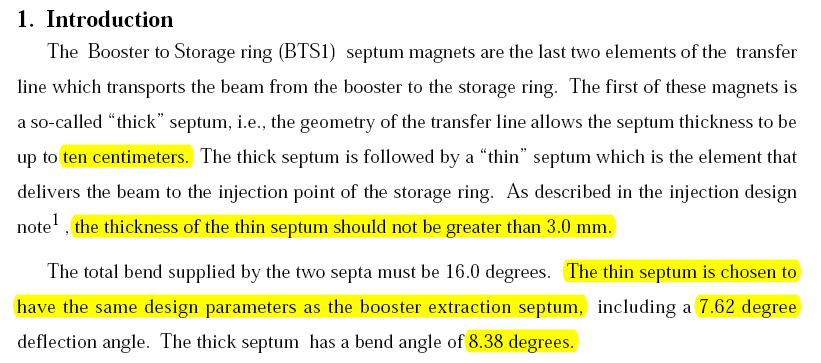 1. Introduction
The Booster to Storage ring (BTS1) septum magnets are the last two elements of the transfer
line which transports the beam from the booster to the storage ring. The first of these magnets is
a so-called “thick” septum, i.e., the geometry of the transfer line allows the septum thickness to be
up to ten centimeters. The thick septum is followed by a “thin” septum which is the element that
delivers the beam to the injection point of the storage ring. As described in the injection design
note1 , the thickness of the thin septum should not be greater than 3.0 mm.
The total bend supplied by the two septa must be 16.0 degrees. The thin septum is chosen to
have the same design parameters as the booster extraction septum, including a 7.62 degree
deflection angle. The thick septum has a bend angle of 8.38 degrees.